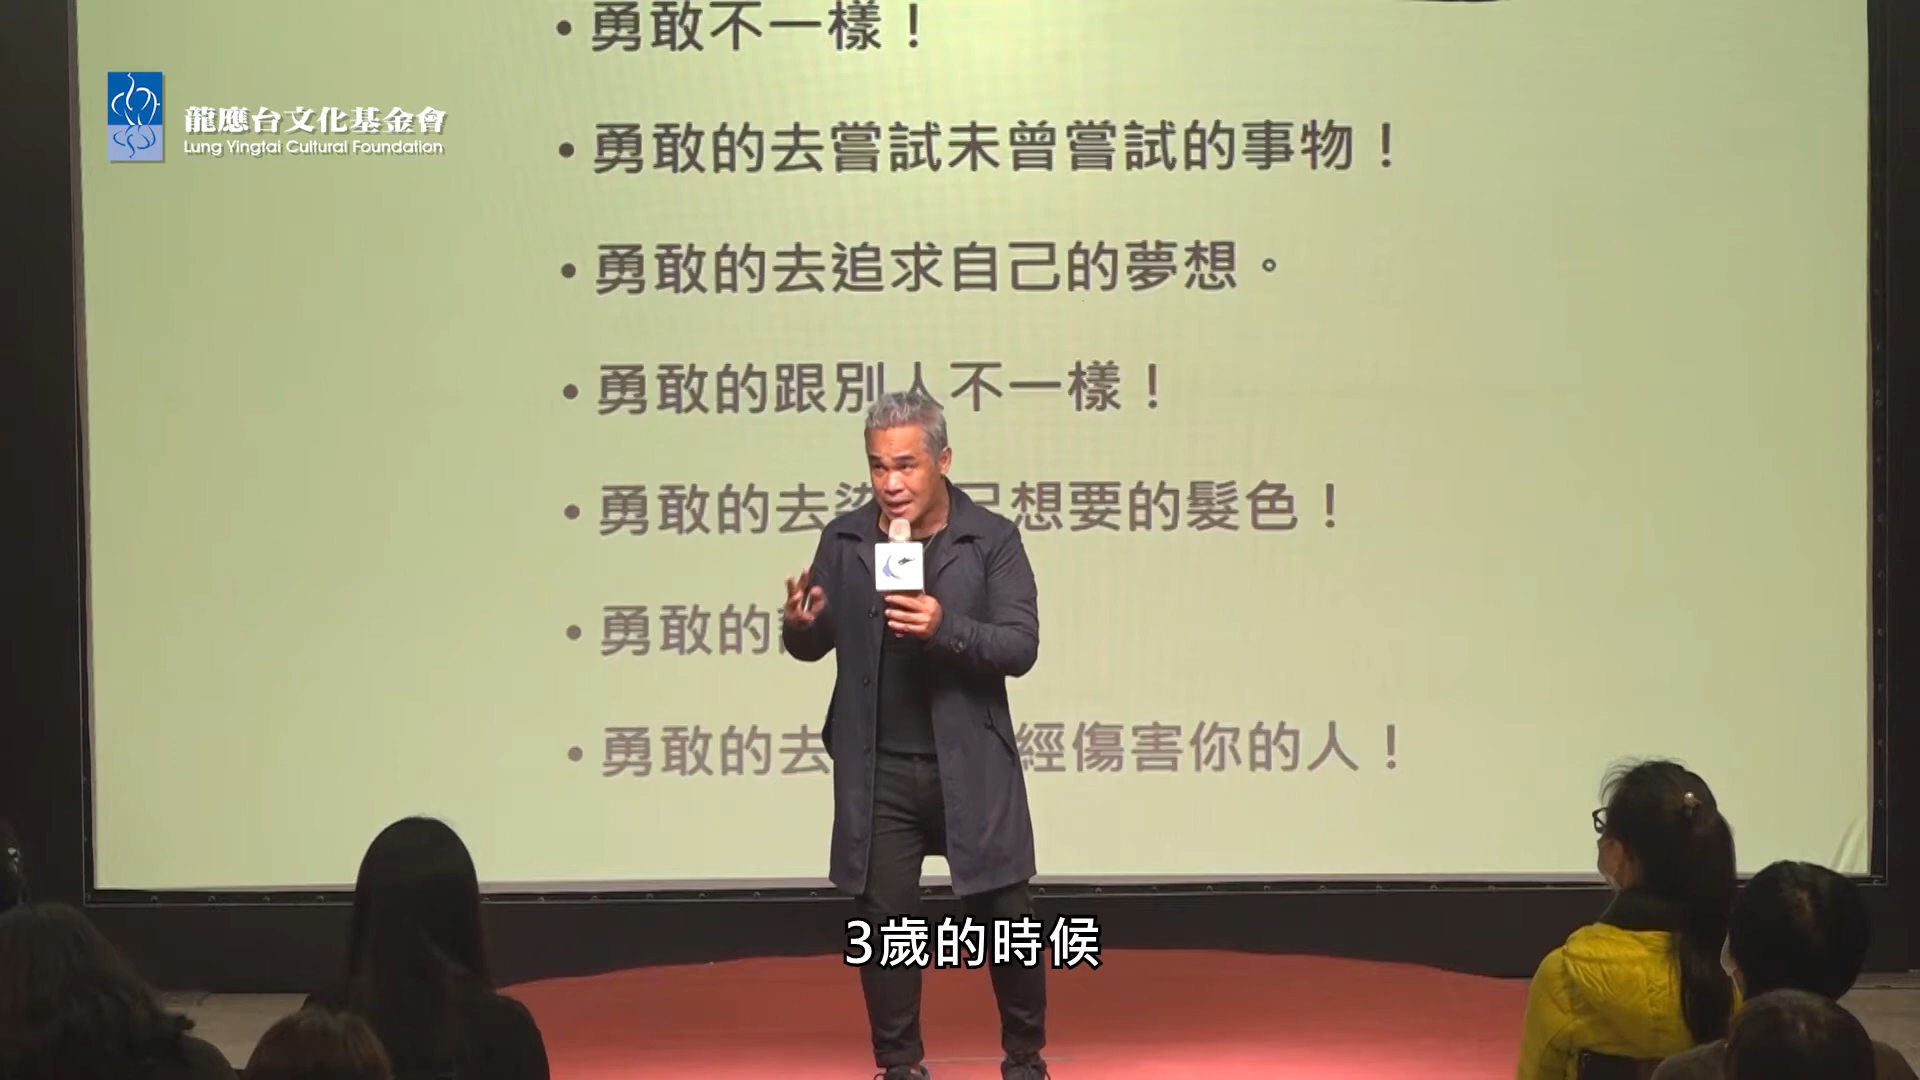 • 勇敢不一樣！
龍應台文化基金會
Lung Yingtai Cultural Foundation
• 勇敢的去嘗試未曾嘗試的事物！
• 勇敢的去追求自己的夢想。
• 勇敢的跟別人不一樣！
• 勇敢的去染 己想要的髮色！
• 勇敢的
• 勇敢的去 經傷害你的人！
3歲的時候